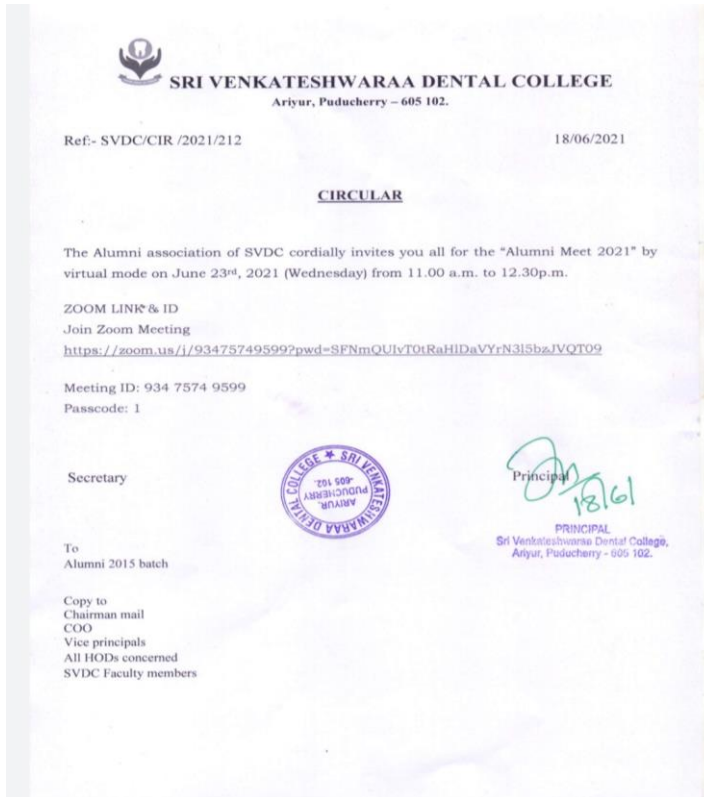 SRI VENKATESHWARAA DENTAL COLLEGE
Ariyur, Puducherry – 605 102.
Ref:- SVDC/CIR /2021/212 18/06/2021
CIRCULAR
The Alumni association of SVDC cordially invites you all for the “Alumni Meet 2021” by
virtual mode on June 23rd, 2021 (Wednesday) from 11.00 a.m. to 12.30p.m.
ZOOM LINK & ID
Join Zoom Meeting
https://zoom.us/j/93475749599?pwd=SFNmQUIvT0tRaHlDaVYrN3l5bzJVQT09
Meeting ID: 934 7574 9599
Passcode: 1
Secretary
SRI VENKATESHWARAA DENTAL COLLEGE
ARIYUR,
PUDUCHERRY
605 102.
Principal
18/6/
PRINCIPAL
Sri Venkateshwaraa Dental College,
Ariyur, Puducherry - 605 102.
To
Alumni 2015 batch
Copy to
Chairman mail
COO
Vice principals
All HODs concerned
SVDC Faculty members